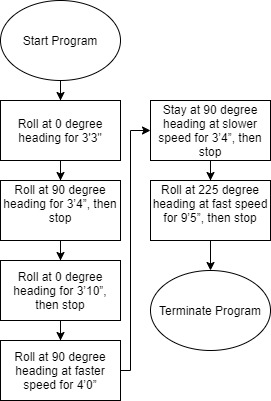 Start Program
Roll at 0 degree
heading for 3'3"
Roll at 90 degree
heading for 3'4”, then
stop
Roll at 0 degree
heading for 3'10”,
then stop
Roll at 90 degree
heading at faster
speed for 4'0”
Stay at 90 degree
heading at slower
speed for 3'4”, then
stop
Roll at 225 degree
heading at fast speed
for 9'5”, then stop
Terminate Program